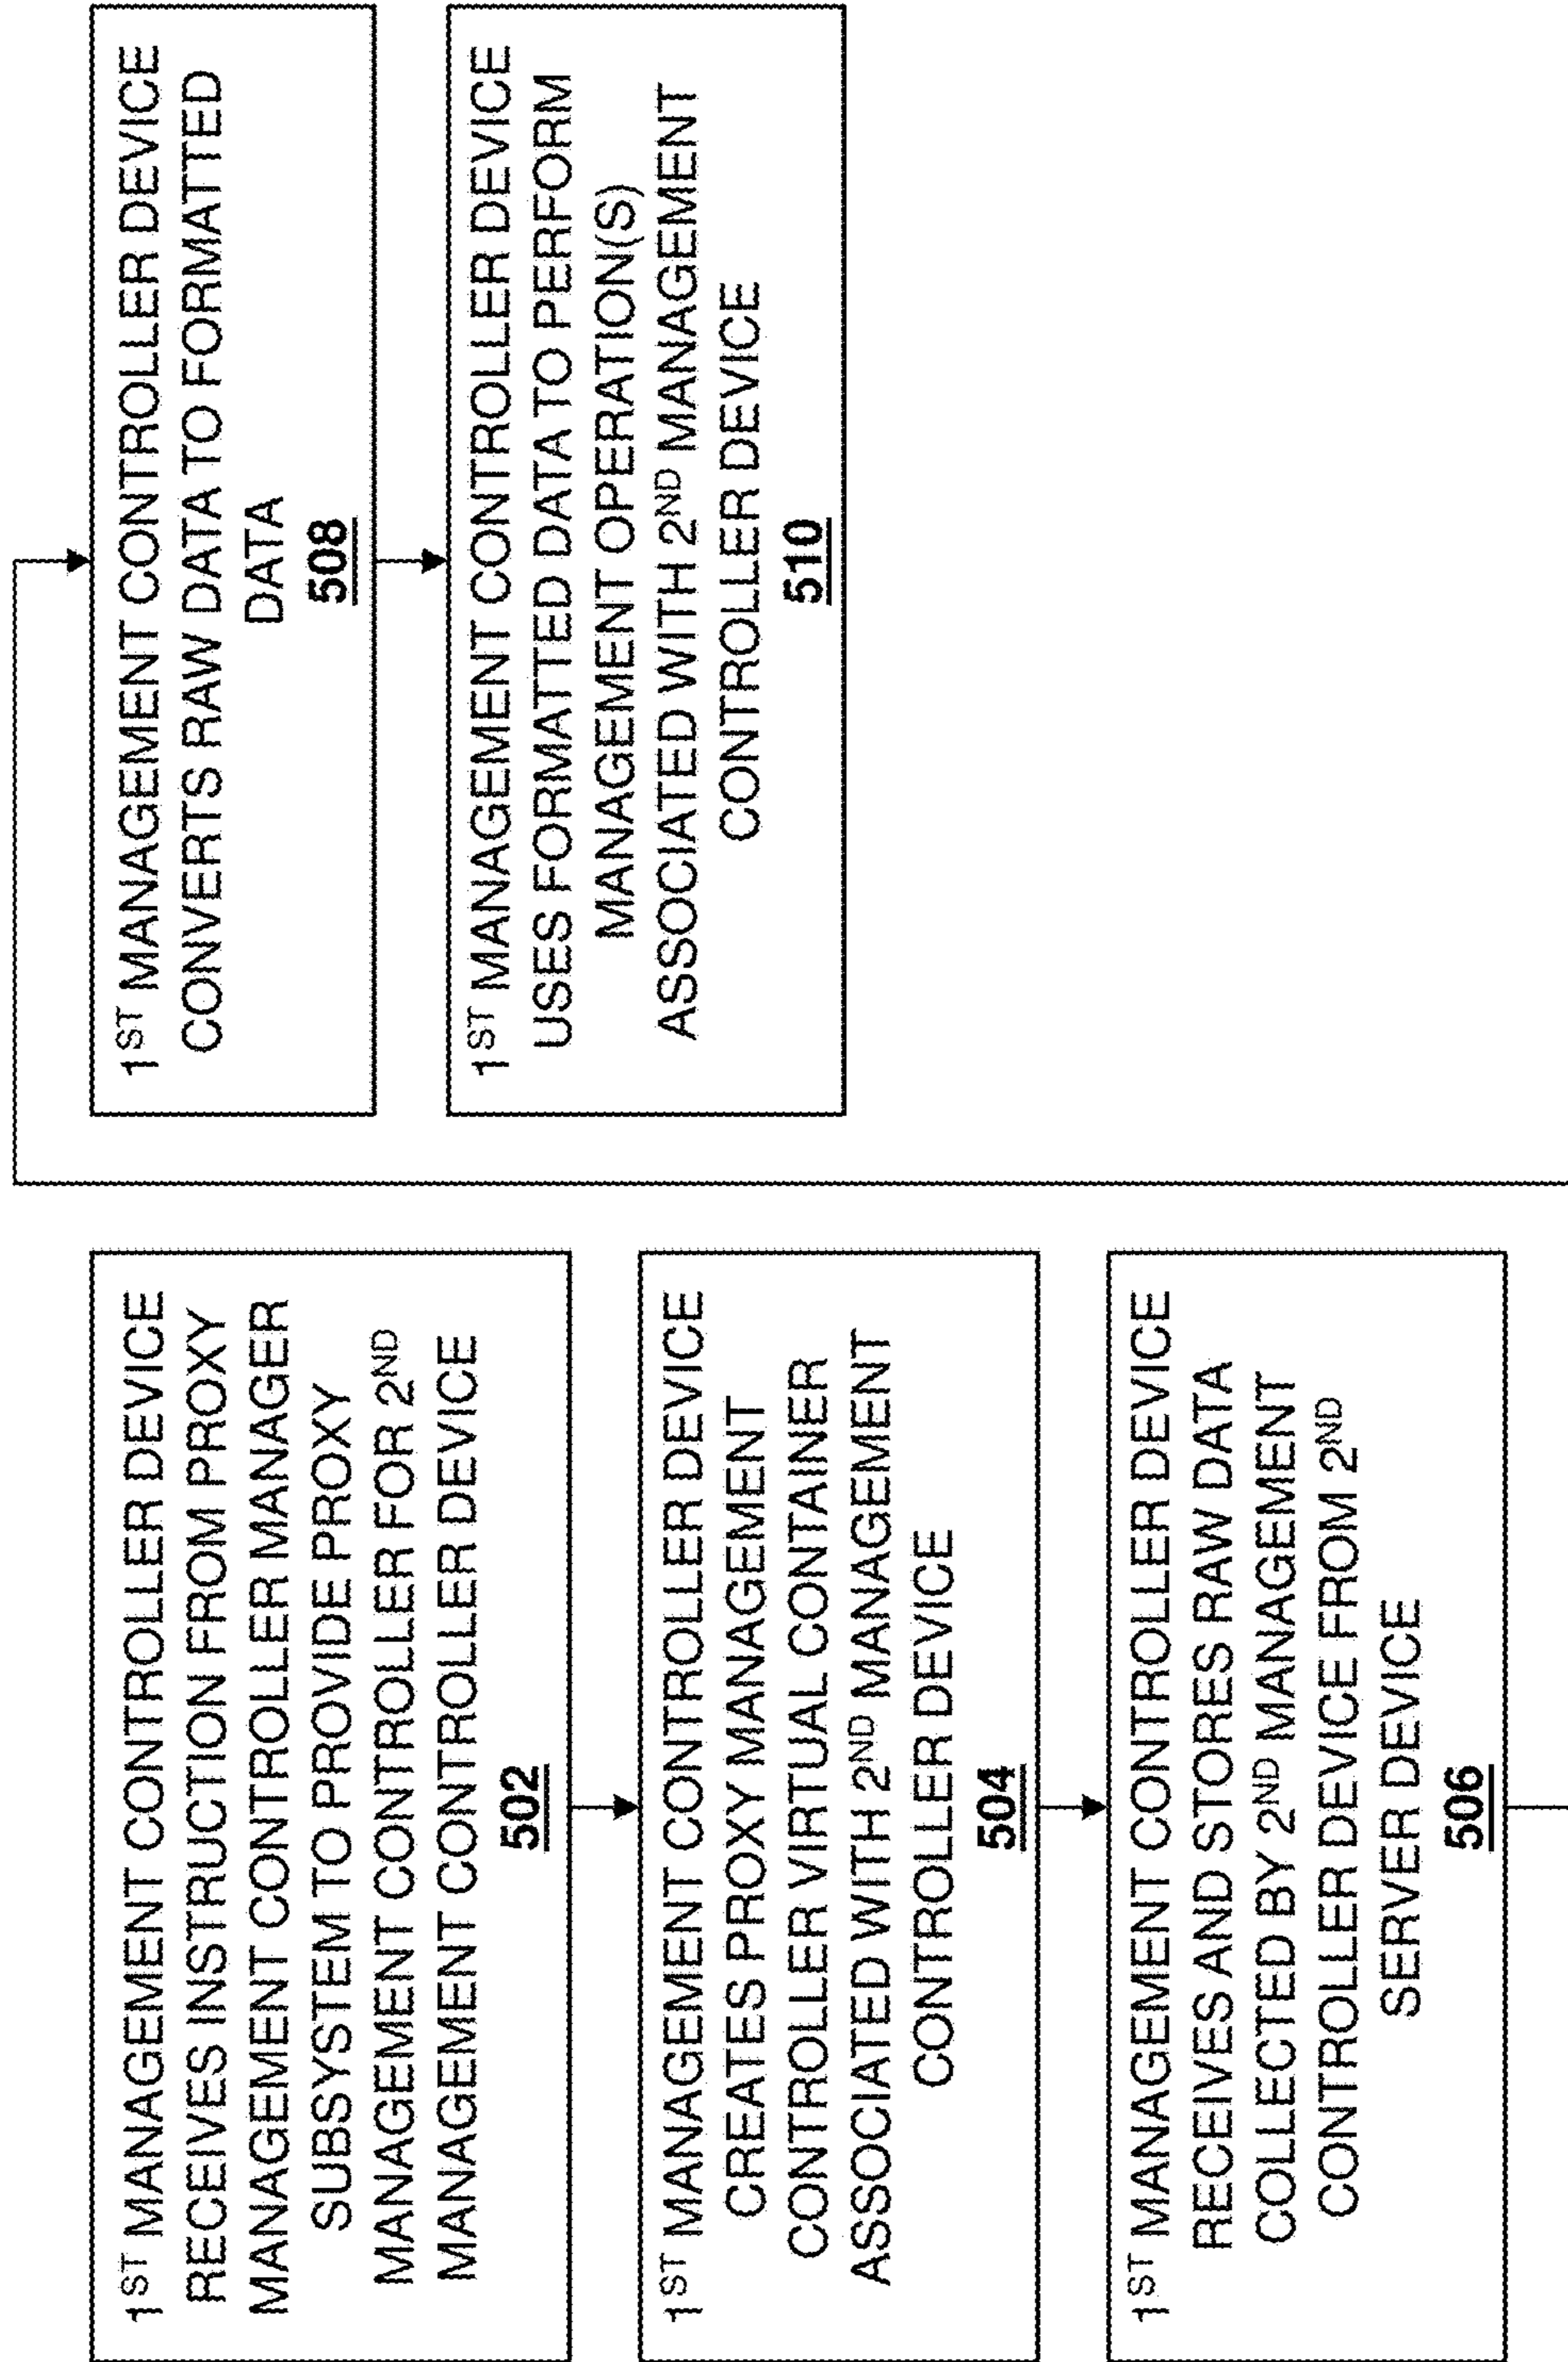 1ST MANAGEMENT CONTROLLER DEVICE
RECEIVES INSTRUCTION FROM PROXY
MANAGEMENT CONTROLLER MANAGER
SUBSYSTEM TO PROVIDE PROXY
MANAGEMENT CONTROLLER FOR 2ND
MANAGEMENT CONTROLLER DEVICE
502
1ST MANAGEMENT CONTROLLER DEVICE
CREATES PROXY MANAGEMENT
CONTROLLER VIRTUAL CONTAINER
ASSOCIATED WITH 2ND MANAGEMENT
CONTROLLER DEVICE
504
1ST MANAGEMENT CONTROLLER DEVICE
RECEIVES AND STORES RAW DATA
COLLECTED BY 2ND MANAGEMENT
CONTROLLER DEVICE FROM 2ND
SERVER DEVICE
506
1ST MANAGEMENT CONTROLLER DEVICE
CONVERTS RAW DATA TO FORMATTED
DATA
508
1ST MANAGEMENT CONTROLLER DEVICE
USES FORMATTED DATA TO PERFORM
MANAGEMENT OPERATION(S)
ASSOCIATED WITH 2ND MANAGEMENT
CONTROLLER DEVICE
510